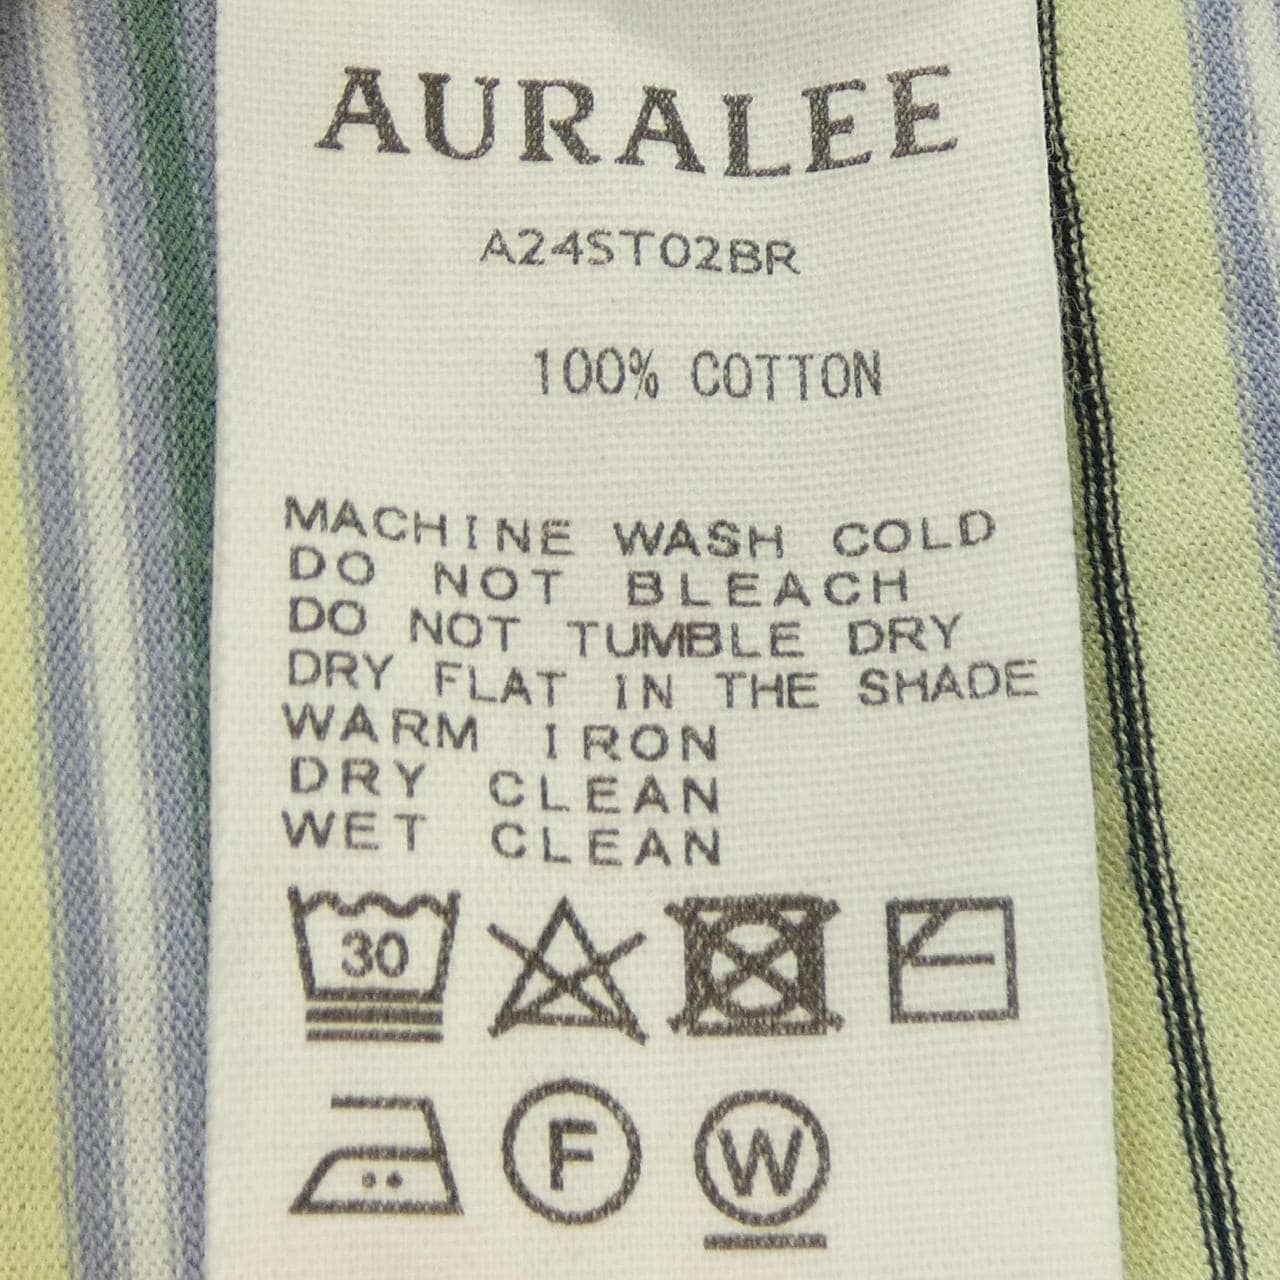 AURALEE
A24ST02BR
100% COTTON
MACHINE WASH COLD
DO NOT BLEACH
DO NOT TUMBLE DRY
DRY FLAT IN THE SHADE
WARM IRON
DRY CLEAN
WET CLEAN
30
F W